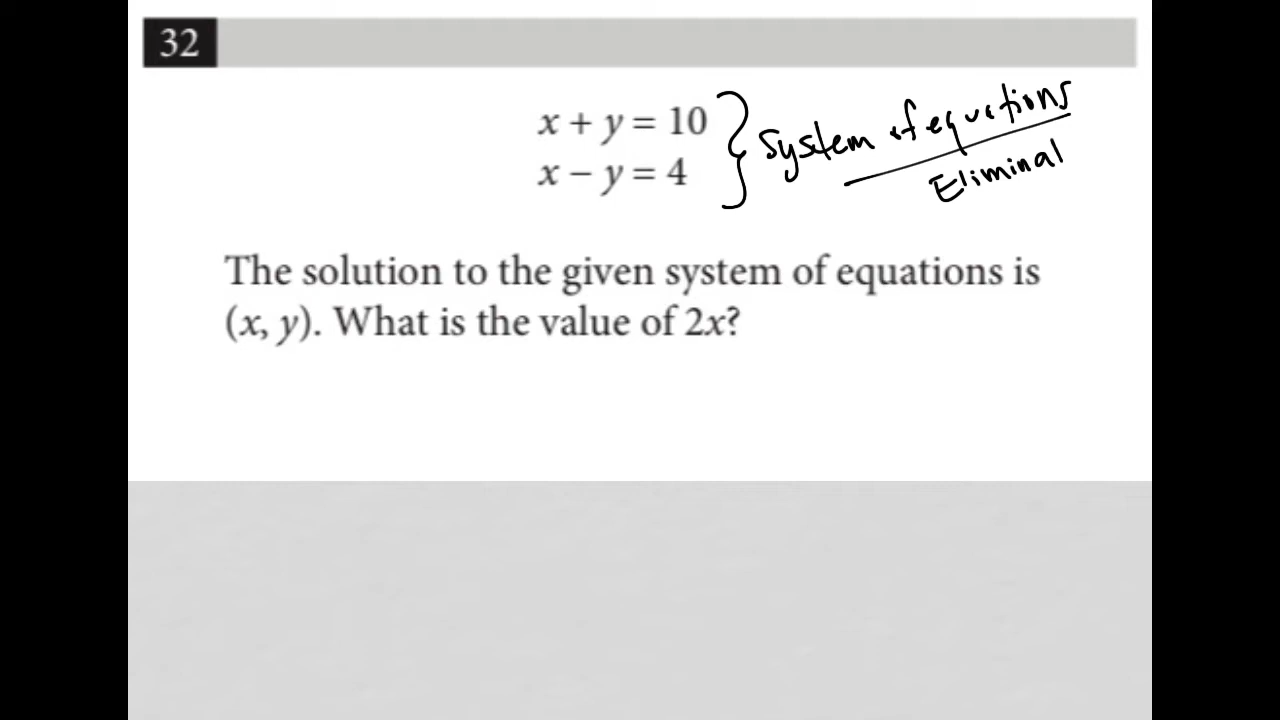 32
x + y = 10
x − y = 4
System of equations
Eliminal
The solution to the given system of equations is
(x, y). What is the value of 2x?